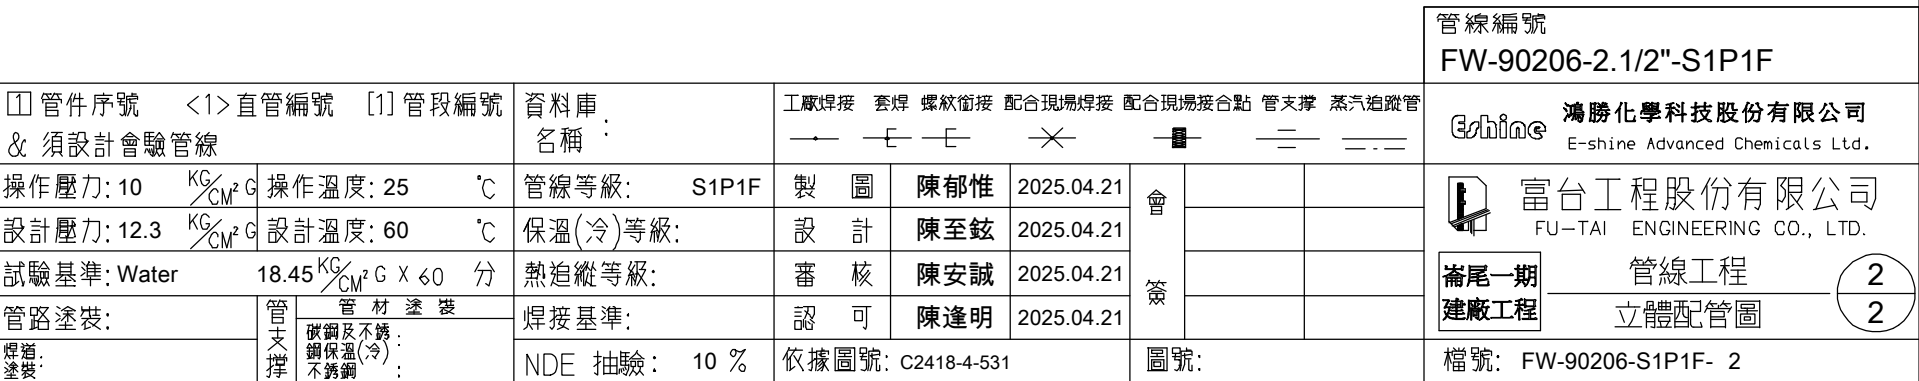 管線編號
FW-90206-2.1/2"-S1P1F
1 管件序號 <1>直管編號 [1]管段編號
& 須設計會驗管線
資料庫
名稱 :
工廠焊接 套焊 螺紋銜接 配合現場焊接 配合現場接合點 管支撐 蒸汽追蹤管
Eshine 鴻勝化學科技股份有限公司
E-shine Advanced Chemicals Ltd.
操作壓力: 10 KG/CM² G 操作溫度: 25 °C 管線等級: S1P1F 製圖 陳郁惟 2025.04.21
設計壓力: 12.3 KG/CM² G 設計溫度: 60 °C 保溫(冷)等級: 設計 陳至鉉 2025.04.21
試驗基準: Water 18.45 KG/CM² G X 60 分 熱追縱等級: 審核 陳安誠 2025.04.21
管路塗裝: 管支撐 管材塗裝 焊接基準: 認可 陳逢明 2025.04.21
會簽
富台工程股份有限公司
FU-TAI ENGINEERING CO., LTD.
崙尾一期
建廠工程
管線工程
立體配管圖
2
2
焊道塗裝:
碳鋼及不銹鋼保溫(冷) :
不銹鋼 :
NDE 抽驗: 10 % 依據圖號: C2418-4-531 圖號: 檔號: FW-90206-S1P1F- 2